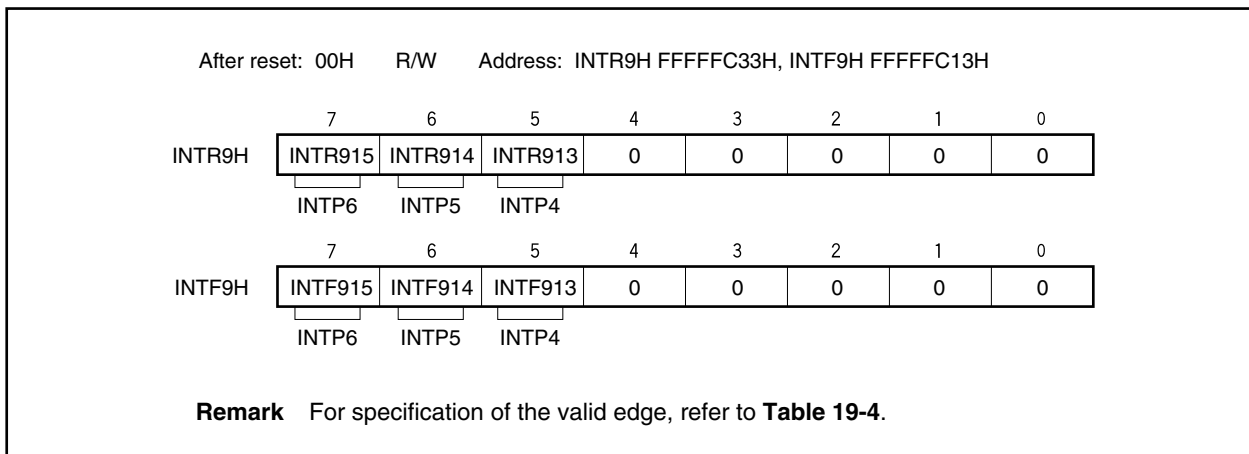 After reset: 00H R/W Address: INTR9H FFFFFC33H, INTF9H FFFFFC13H
7 6 5 4 3 2 1 0
INTR9H INTR915 INTR914 INTR913 0 0 0 0 0
INTP6 INTP5 INTP4
7 6 5 4 3 2 1 0
INTF9H INTF915 INTF914 INTF913 0 0 0 0 0
INTP6 INTP5 INTP4
Remark For specification of the valid edge, refer to Table 19-4.